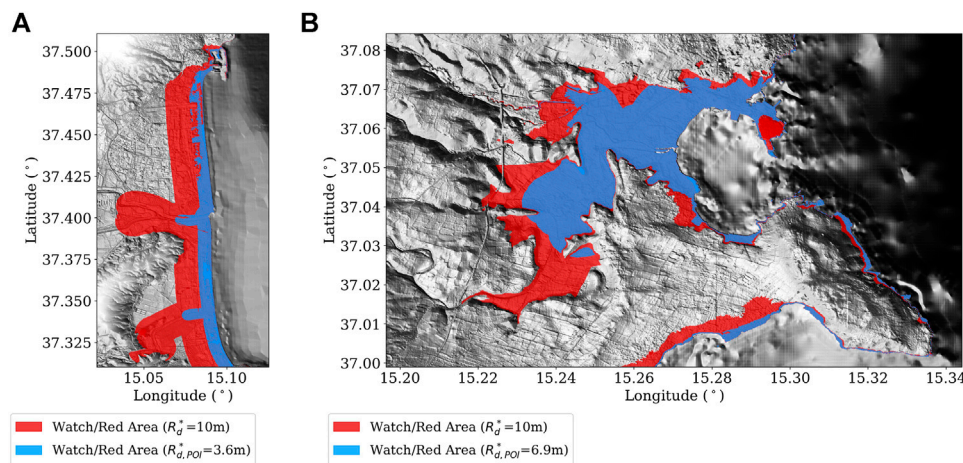 A
B
37.500
37.475
37.450
37.425
37.400
37.375
37.350
37.325
Latitude (°)
15.05 15.10
Longitude (°)
37.08
37.07
37.06
37.05
37.04
37.03
37.02
37.01
37.00
Latitude (°)
15.20 15.22 15.24 15.26 15.28 15.30 15.32 15.34
Longitude (°)
Watch/Red Area (R*d=10m)
Watch/Red Area (R*d,POI=3.6m)
Watch/Red Area (R*d=10m)
Watch/Red Area (R*d,POI=6.9m)